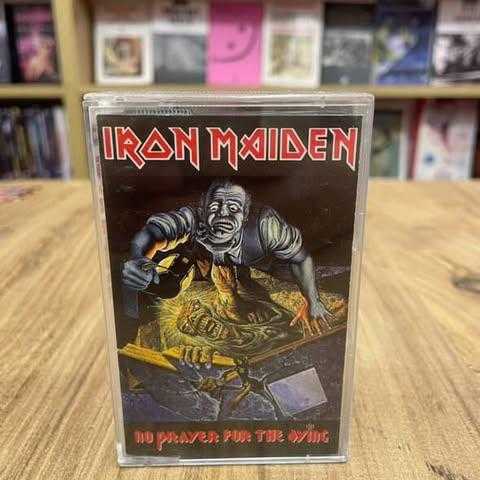 IRON MAIDEN
NO PRAYER FOR THE DYING